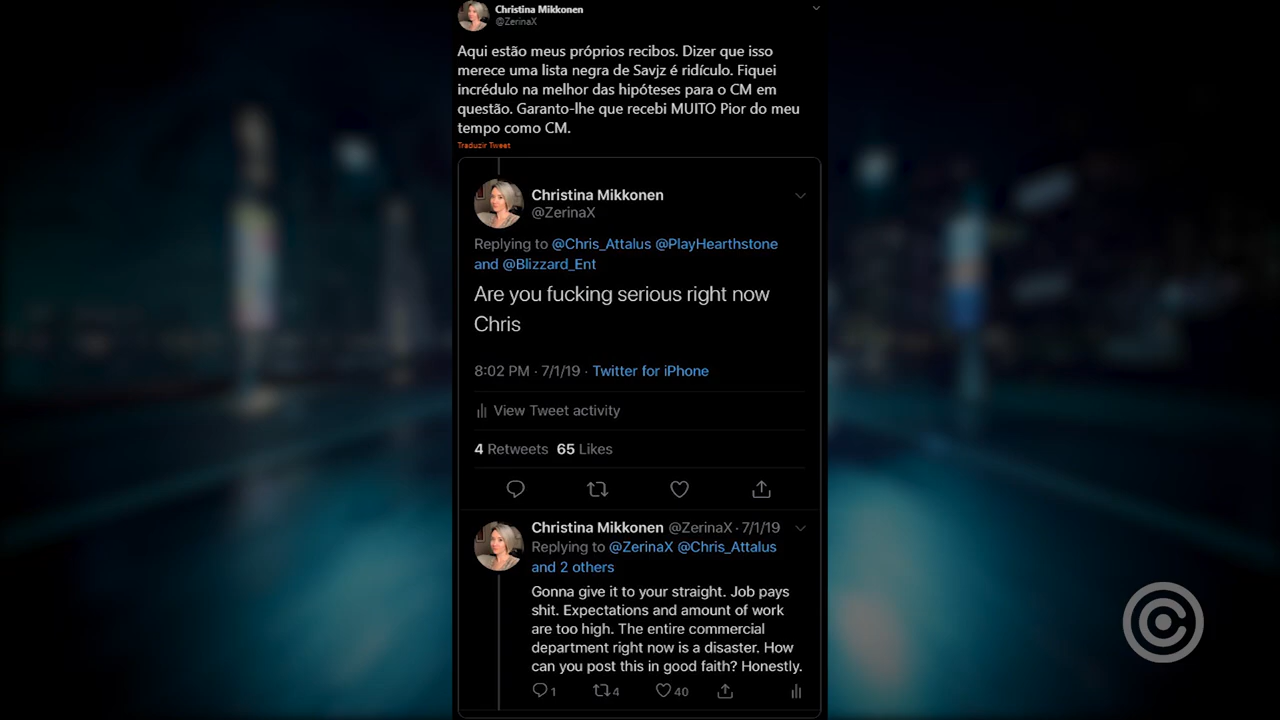 Christina Mikkonen
@ZerinaX
Aqui estão meus próprios recibos. Dizer que isso
merece uma lista negra de Savjz é ridículo. Fiquei
incrédulo na melhor das hipóteses para o CM em
questão. Garanto-lhe que recebi MUITO Pior do meu
tempo como CM.
Traduzir Tweet
Christina Mikkonen
@ZerinaX
Replying to @Chris_Attalus @PlayHearthstone
and @Blizzard_Ent
Are you fucking serious right now
Chris
8:02 PM · 7/1/19 · Twitter for iPhone
View Tweet activity
4 Retweets 65 Likes
Christina Mikkonen @ZerinaX · 7/1/19
Replying to @ZerinaX @Chris_Attalus
and 2 others
Gonna give it to your straight. Job pays
shit. Expectations and amount of work
are too high. The entire commercial
department right now is a disaster. How
can you post this in good faith? Honestly.
1 4 40